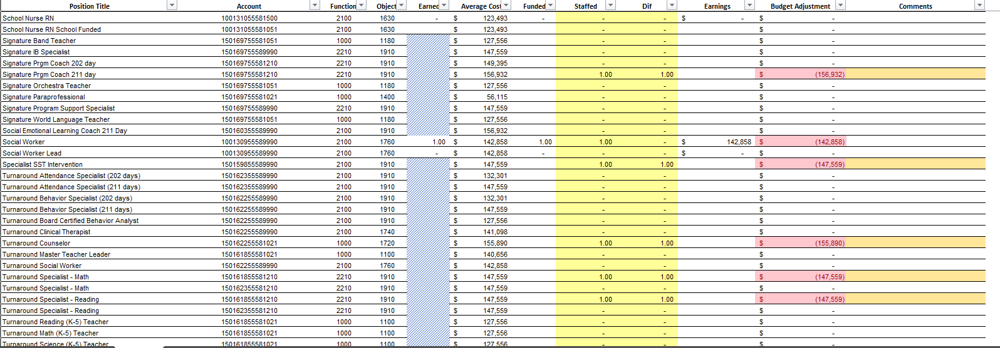 Position Title Account Function Object Earned Average Cost Funded Staffed Dif Earnings Budget Adjustment Comments
School Nurse RN 100131055581500 2100 1630 - $ 123,493 - - - $ - $ -
School Nurse RN School Funded 100131055581051 2100 1630 $ 123,493 - - $ -
Signature Band Teacher 150169755581051 1000 1180 $ 127,556 - - $ -
Signature IB Specialist 150169755589990 2210 1910 $ 147,559 - - $ -
Signature Prgm Coach 202 day 150169755581210 2210 1910 $ 149,395 - - $ -
Signature Prgm Coach 211 day 150169755581210 2210 1910 $ 156,932 1.00 1.00 $ (156,932)
Signature Orchestra Teacher 150169755581051 1000 1180 $ 127,556 - - $ -
Signature Paraprofessional 150169755581021 1000 1400 $ 56,115 - - $ -
Signature Program Support Specialist 150169755589990 2210 1910 $ 147,559 - - $ -
Signature World Language Teacher 150169755581051 1000 1180 $ 127,556 - - $ -
Social Emotional Learning Coach 211 Day 150160355589990 2100 1910 $ 156,932 - - $ -
Social Worker 100130955589990 2100 1760 1.00 $ 142,858 1.00 1.00 - $ 142,858 $ (142,858)
Social Worker Lead 100130955589990 2100 1760 - $ 142,858 - - - $ - $ -
Specialist SST Intervention 150159855589990 2100 1910 $ 147,559 1.00 1.00 $ (147,559)
Turnaround Attendance Specialist (202 days) 150162355589990 2100 1910 $ 132,301 - - $ -
Turnaround Attendance Specialist (211 days) 150162355589990 2100 1910 $ 147,559 - - $ -
Turnaround Behavior Specialist (202 days) 150162255589990 2100 1910 $ 132,301 - - $ -
Turnaround Behavior Specialist (211 days) 150162255589990 2100 1910 $ 147,559 - - $ -
Turnaround Board Certified Behavior Analyst 150162255589990 2100 1910 $ 127,556 - - $ -
Turnaround Clinical Therapist 150162255589990 2100 1740 $ 141,098 - - $ -
Turnaround Counselor 150162255581021 1000 1720 $ 155,890 1.00 1.00 $ (155,890)
Turnaround Master Teacher Leader 150161855581021 1000 1100 $ 140,656 - - $ -
Turnaround Social Worker 150162255589990 2100 1760 $ 142,858 - - $ -
Turnaround Specialist - Math 150161855581210 2210 1910 $ 147,559 1.00 1.00 $ (147,559)
Turnaround Specialist - Math 150162355581210 2210 1910 $ 147,559 - - $ -
Turnaround Specialist - Reading 150161855581210 2210 1910 $ 147,559 1.00 1.00 $ (147,559)
Turnaround Specialist - Reading 150162355581210 2210 1910 $ 147,559 - - $ -
Turnaround Reading (K-5) Teacher 150161855581021 1000 1100 $ 127,556 - - $ -
Turnaround Math (K-5) Teacher 150161855581021 1000 1100 $ 127,556 - - $ -
Turnaround Science (K-5) Teacher 150161855581021 1000 1100 $ 127,556 - - $ -